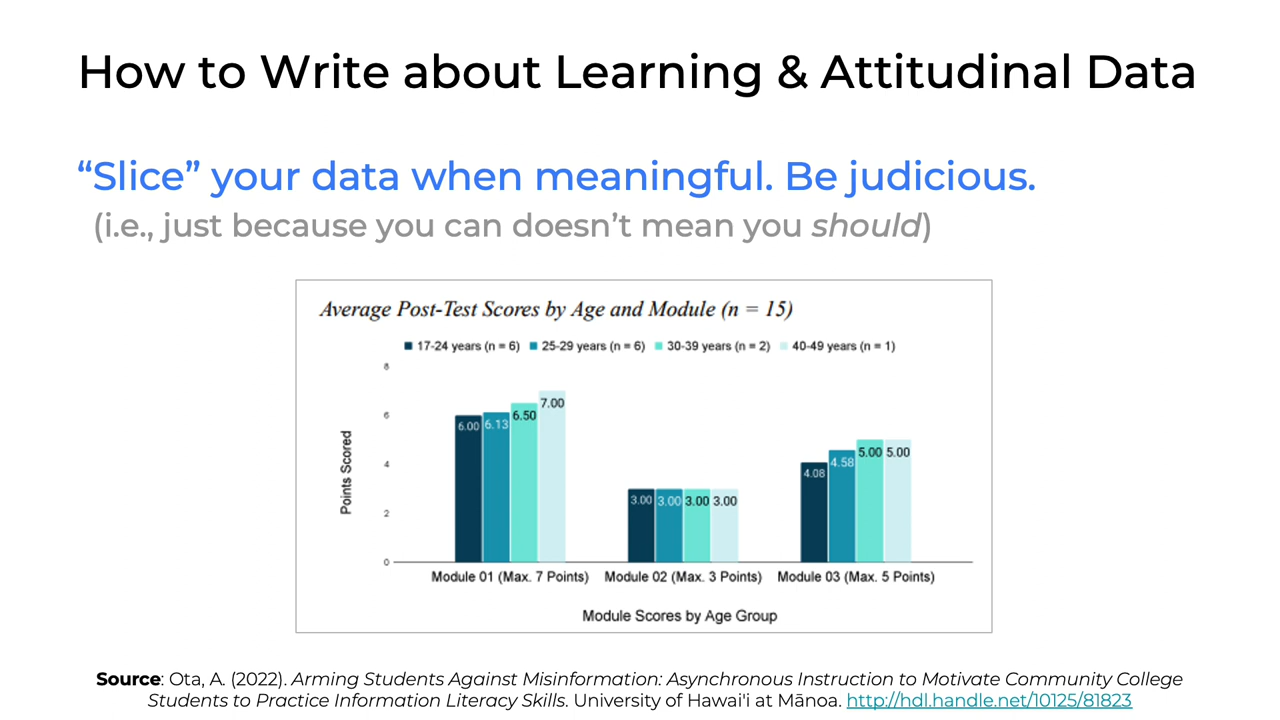 How to Write about Learning & Attitudinal Data
“Slice” your data when meaningful. Be judicious.
(i.e., just because you can doesn’t mean you should)
Average Post-Test Scores by Age and Module (n = 15)
17-24 years (n = 6) 25-29 years (n = 6) 30-39 years (n = 2) 40-49 years (n = 1)
8
6
4
2
0
Points Scored
6.00 6.13 6.50 7.00
3.00 3.00 3.00 3.00
4.08 4.58 5.00 5.00
Module 01 (Max. 7 Points) Module 02 (Max. 3 Points) Module 03 (Max. 5 Points)
Module Scores by Age Group
Source: Ota, A. (2022). Arming Students Against Misinformation: Asynchronous Instruction to Motivate Community College
Students to Practice Information Literacy Skills. University of Hawai'i at Mānoa. http://hdl.handle.net/10125/81823